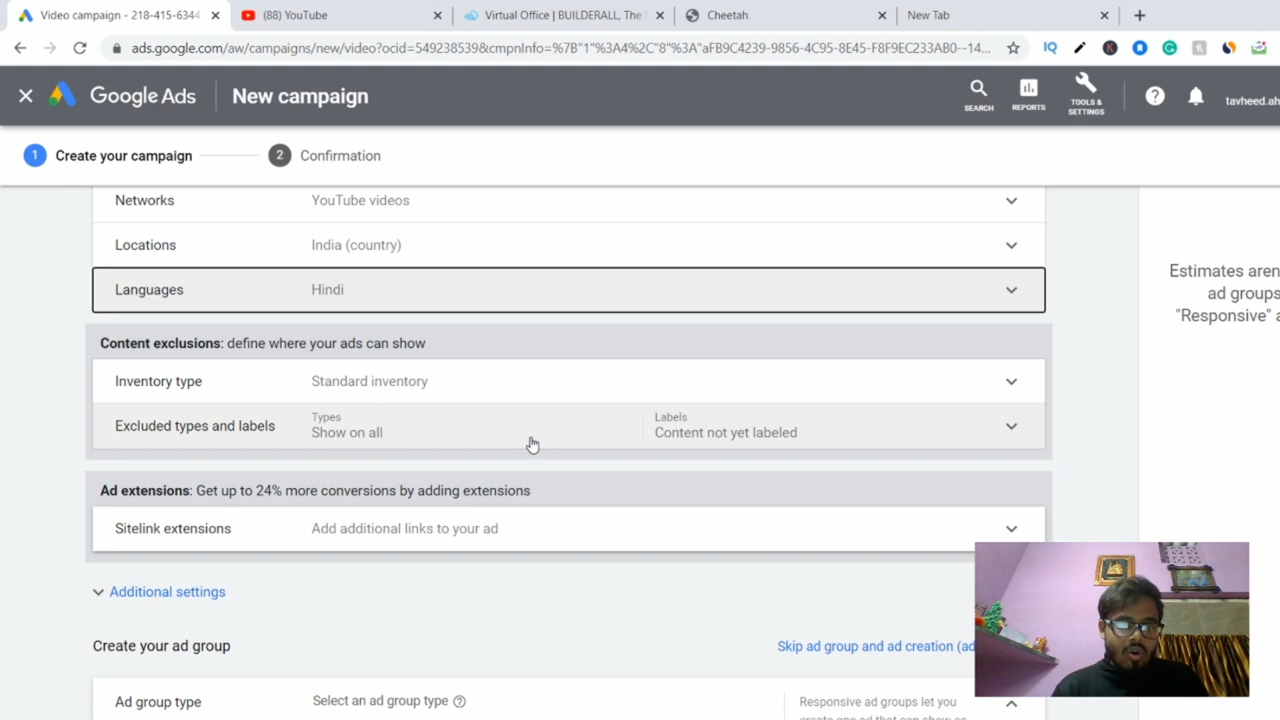 Video campaign - 218-415-6344
(88) YouTube
Virtual Office | BUILDERALL, The
Cheetah
New Tab
ads.google.com/aw/campaigns/new/video?ocid=549238539&cmpnInfo=%7B"1"%3A4%2C"8"%3A"aFB9C4239-9856-4C95-8E45-F8F9EC233AB0--14...
IQ
K
Google Ads
New campaign
SEARCH
REPORTS
TOOLS &
SETTINGS
tavheed.ah
1 Create your campaign
2 Confirmation
Networks YouTube videos
Locations India (country)
Languages Hindi
Estimates aren
ad groups
"Responsive" a
Content exclusions: define where your ads can show
Inventory type Standard inventory
Excluded types and labels
Types
Show on all
Labels
Content not yet labeled
Ad extensions: Get up to 24% more conversions by adding extensions
Sitelink extensions Add additional links to your ad
Additional settings
Create your ad group
Skip ad group and ad creation (ad
Ad group type Select an ad group type
Responsive ad groups let you